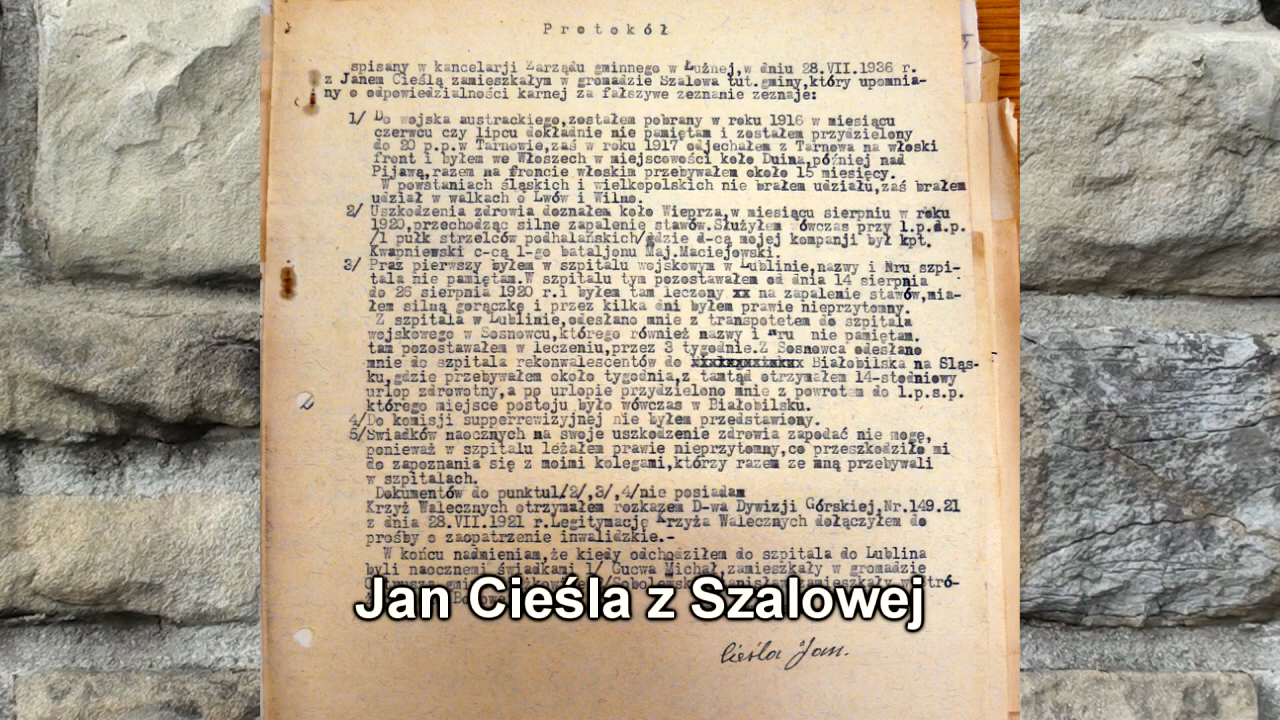 Protokół
spisany w kancelarji Zarządu gminnego w Łużnej,w dniu 28.VII.1936 r.
z Janem Cieślą zamieszkałym w gromadzie Szalowa tut.gminy,który upomnia-
ny o odpowiedzialności karnej za fałszywe zeznanie zeznaje:
1/ Do wojska austrackiego,zostałem pobrany w roku 1916 w miesiącu
czerwcu czy lipcu dokładnie nie pamiętam i zostałem przydzielony
do 20 p.p.w Tarnowie,zaś w roku 1917 odjechałem z Tarnowa na włoski
front i byłem we Włoszech w miejscowości koło Duina,później nad
Pijawą,razem na froncie włoskim przebywałem około 15 miesięcy.
W powstaniach śląskich i wielkopolskich nie brałem udziału,zaś brałem
udział w walkach o Lwów i Wilno.
2/ Uszkodzenia zdrowia doznałem koło Wieprza,w miesiącu sierpniu w roku
1920,przechodząc silne zapalenie stawów.Służyłem wówczas przy 1.p.d.p.
/1 pułk strzelców podhalańskich/gdzie d-cą mojej kompanji był kpt.
Kwapniewski c-cą 1-go bataljonu Maj.Maciejowski.
3/ Praz pierwszy byłem w szpitalu wojskowym w Lublinie,nazwy i Nru szpi-
tala nie pamiętam.W szpitalu tym pozostawałem od dnia 14 sierpnia
do 26 sierpnia 1920 r.i byłem tam leczony xx na zapalenie stawów,mia-
łem silną gorączkę i przez kilka dni byłem prawie nieprzytomny.
Z szpitala w Lublinie,odesłano mnie z transpotetem do szpitala
wojskowego w Sosnowcu,którego również nazwy i Nru nie pamiętam.
tam pozostawałem w leczeniu,przez 3 tygodnie.Z Sosnowca odesłano
mnie do szpitala rekonwalescentów do Białobilska na Śląs-
ku,gdzie przebywałem około tygodnia,z tamtąd otrzymałem 14-stodniowy
urlop zdrowotny,a po urlopie przydzielono mnie z powrotem do 1.p.s.p.
którego miejsce postoju było wówczas w Białobilsku.
4/Do komisji supperrewizyjnej nie byłem przedstawiony.
5/Świadków naocznych na swoje uszkodzenie zdrowia zapodać nie mogę,
ponieważ w szpitalu leżałem prawie nieprzytomny,co przeszkodziło mi
do zapoznania się z moimi kolegami,którzy razem ze mną przebywali
w szpitalach.
Dokumentów do punktu1/2/,3/,4/nie posiadam
Krzyż Walecznych otrzymałem rozkazem D-wa Dywizji Górskiej,Nr.149.21
z dnia 28.VII.1921 r.Legitymację Krzyża Walecznych dołączyłem do
prośby o zaopatrzenie inwalidzkie.-
W końcu nadmieniam,że kiedy odchodziłem do szpitala do Lublina
byli naocznemi świadkami 1/ Gucwa Michał,zamieszkały w gromadzie
Jan Cieśla z Szalowej
Cieśla Jan.